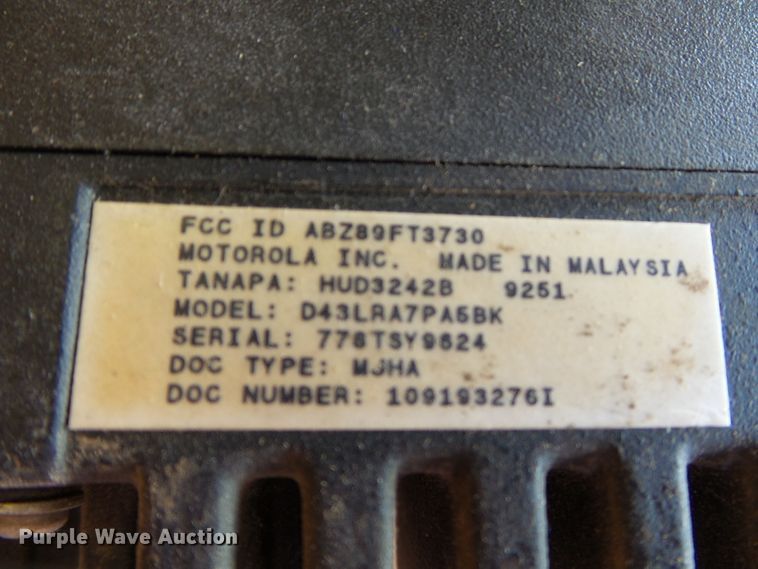 FCC ID ABZ89FT3730
MOTOROLA INC. MADE IN MALAYSIA
TANAPA: HUD3242B 9251
MODEL: D43LRA7PA5BK
SERIAL: 778TSY9624
DOC TYPE: MJHA
DOC NUMBER: 109193276I
Purple Wave Auction®